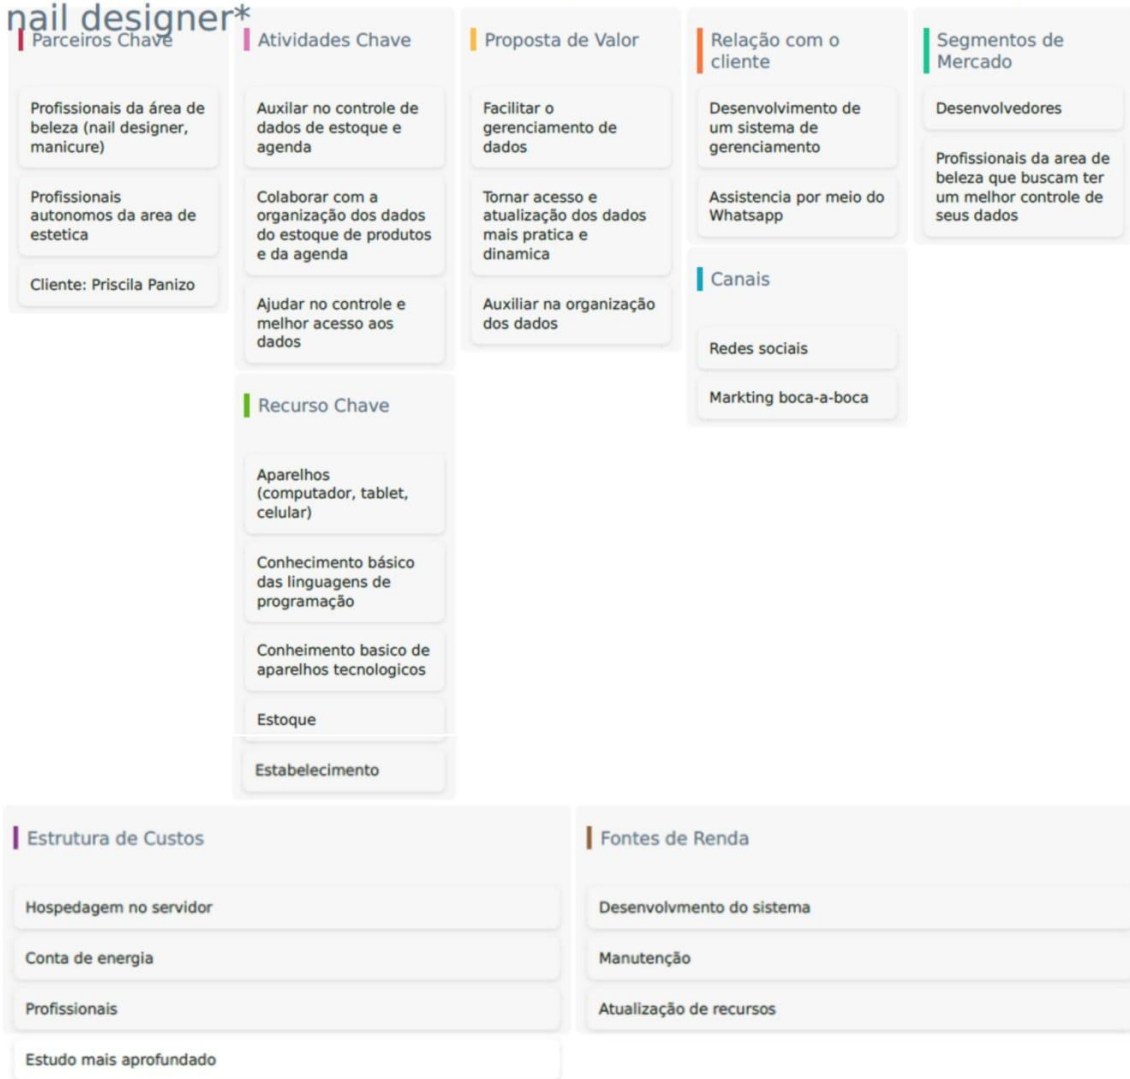 nail designer*
Parceiros Chave
Profissionais da área de
beleza (nail designer,
manicure)
Profissionais
autonomos da area de
estetica
Cliente: Priscila Panizo
Atividades Chave
Auxilar no controle de
dados de estoque e
agenda
Colaborar com a
organização dos dados
do estoque de produtos
e da agenda
Ajudar no controle e
melhor acesso aos
dados
Recurso Chave
Aparelhos
(computador, tablet,
celular)
Conhecimento básico
das linguagens de
programação
Conheimento basico de
aparelhos tecnologicos
Estoque
Estabelecimento
Proposta de Valor
Facilitar o
gerenciamento de
dados
Tornar acesso e
atualização dos dados
mais pratica e
dinamica
Auxiliar na organização
dos dados
Relação com o
cliente
Desenvolvimento de
um sistema de
gerenciamento
Assistencia por meio do
Whatsapp
Canais
Redes sociais
Markting boca-a-boca
Segmentos de
Mercado
Desenvolvedores
Profissionais da area de
beleza que buscam ter
um melhor controle de
seus dados
Estrutura de Custos
Hospedagem no servidor
Conta de energia
Profissionais
Estudo mais aprofundado
Fontes de Renda
Desenvolvmento do sistema
Manutenção
Atualização de recursos